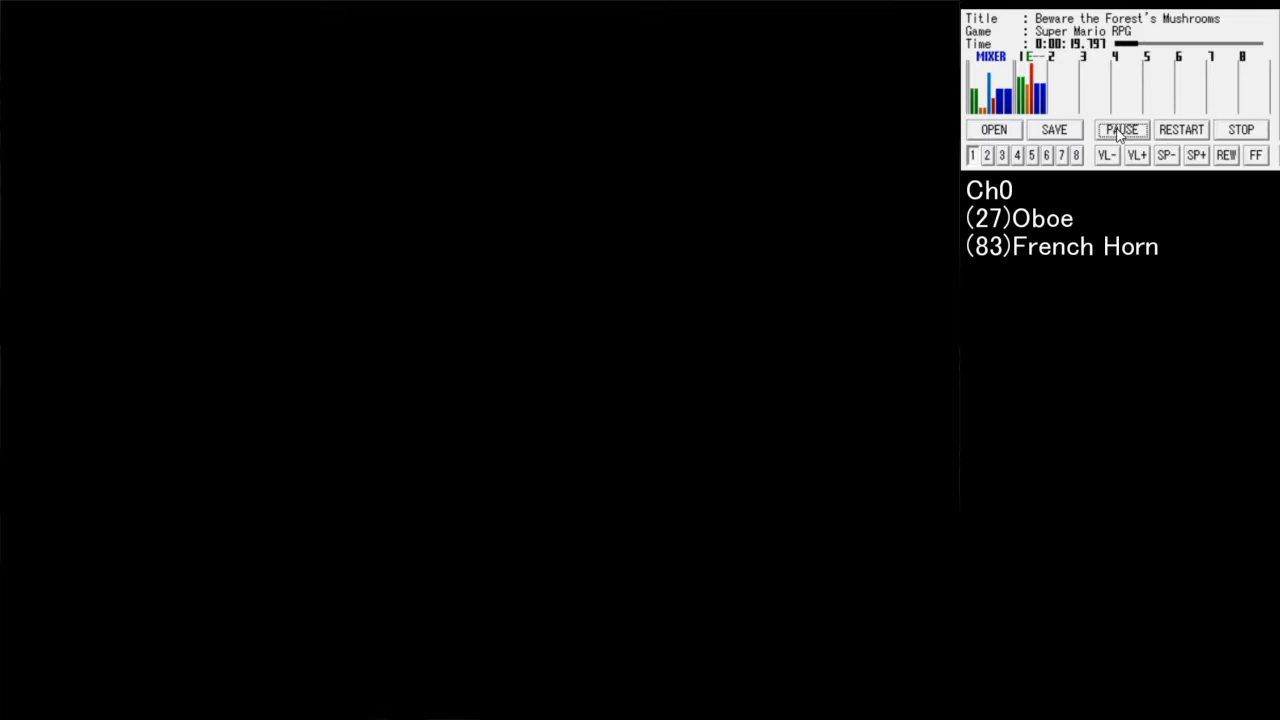 Title : Beware the Forest's Mushrooms
Game : Super Mario RPG
Time : 0:00:19.797
MIXER 1 E-- 2 3 4 5 6 7 8
OPEN SAVE PAUSE RESTART STOP
1 2 3 4 5 6 7 8 VL- VL+ SP- SP+ REW FF
Ch0
(27)Oboe
(83)French Horn